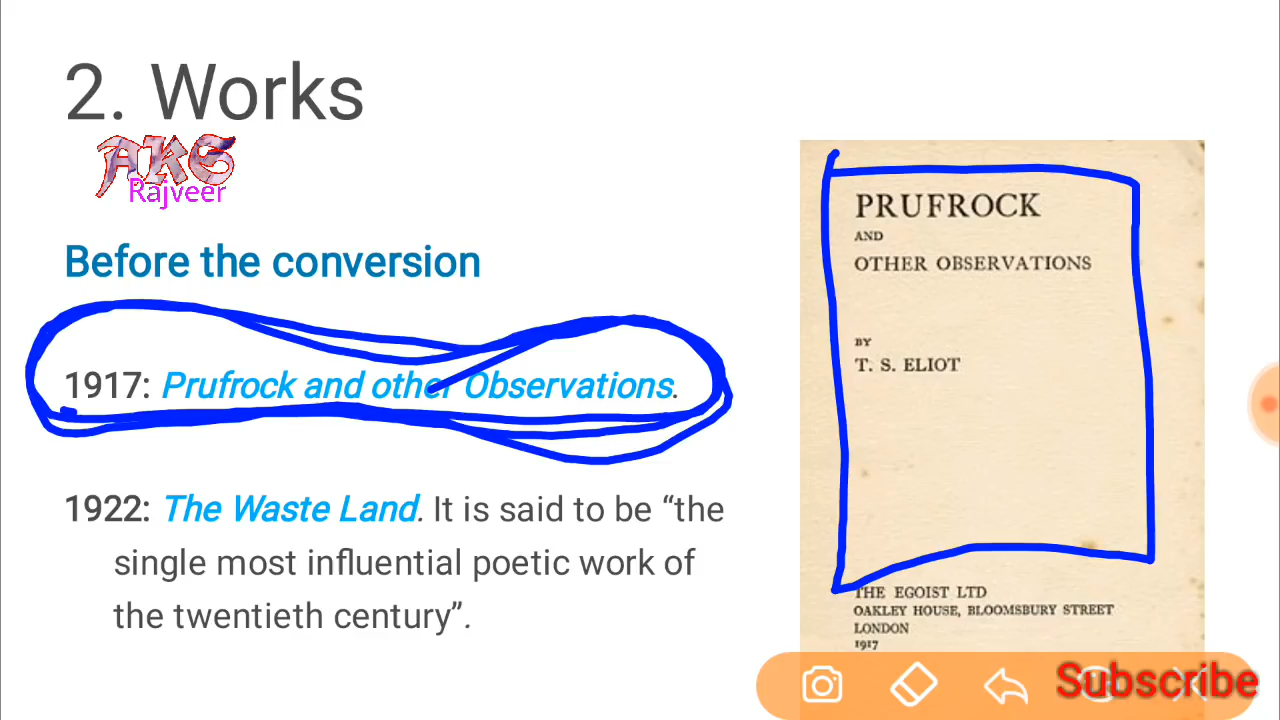 2. Works
AKS
Rajveer
Before the conversion
1917: Prufrock and other Observations.
1922: The Waste Land. It is said to be “the
single most influential poetic work of
the twentieth century”.
PRUFROCK
AND
OTHER OBSERVATIONS
BY
T. S. ELIOT
THE EGOIST LTD
OAKLEY HOUSE, BLOOMSBURY STREET
LONDON
1917
Subscribe